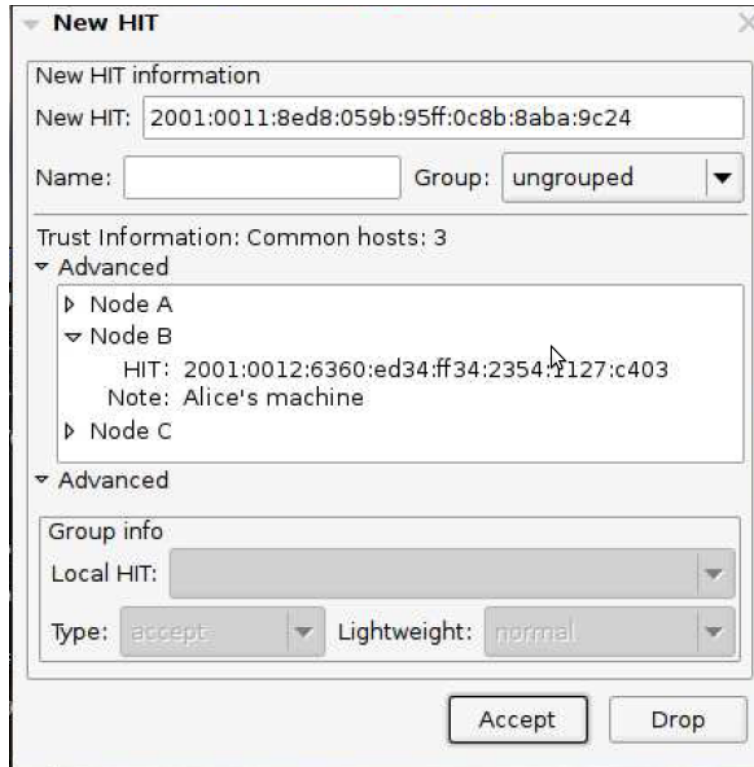 New HIT
New HIT information
New HIT: 2001:0011:8ed8:059b:95ff:0c8b:8aba:9c24
Name: Group: ungrouped
Trust Information: Common hosts: 3
Advanced
Node A
Node B
HIT: 2001:0012:6360:ed34:ff34:2354:1127:c403
Note: Alice's machine
Node C
Advanced
Group info
Local HIT:
Type: accept Lightweight: normal
Accept Drop